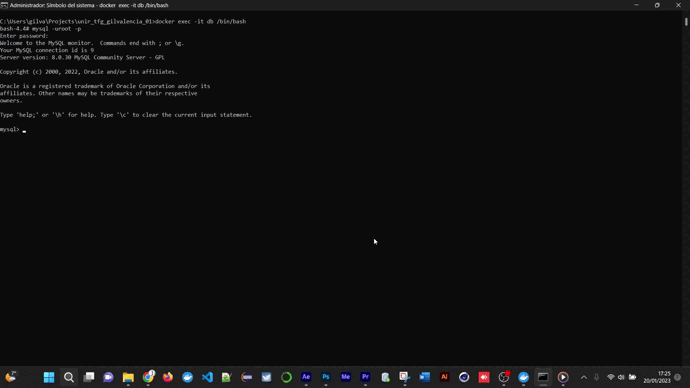 Administrador: Símbolo del sistema - docker exec -it db /bin/bash
C:\Users\gilva\Projects\unir_tfg_gilvalencia_01>docker exec -it db /bin/bash
bash-4.4# mysql -uroot -p
Enter password:
Welcome to the MySQL monitor.  Commands end with ; or \g.
Your MySQL connection id is 9
Server version: 8.0.30 MySQL Community Server - GPL
Copyright (c) 2000, 2022, Oracle and/or its affiliates.
Oracle is a registered trademark of Oracle Corporation and/or its
affiliates. Other names may be trademarks of their respective
owners.
Type 'help;' or '\h' for help. Type '\c' to clear the current input statement.
mysql> _
Ae
Ps
Me
Pr
Ai
17:25
20/01/2023